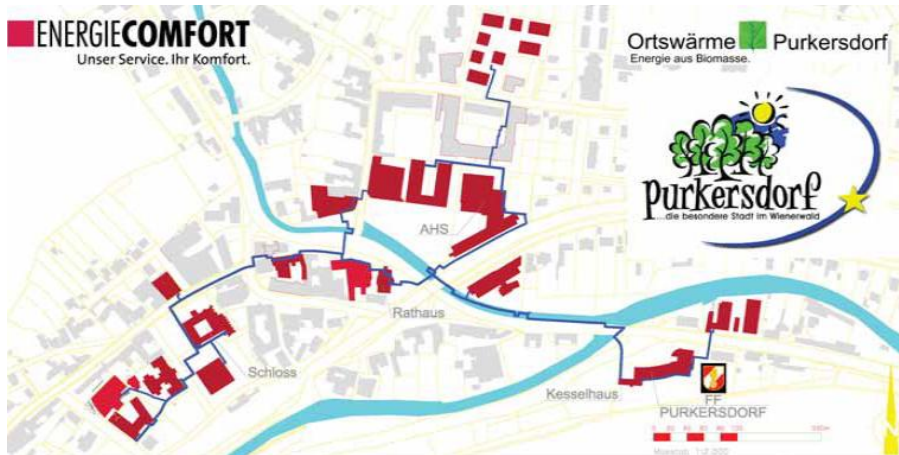 ENERGIECOMFORT
Unser Service. Ihr Komfort.
Ortswärme Purkersdorf
Energie aus Biomasse.
purkersdorf
...die besondere Stadt im Wienerwald
AHS
Rathaus
Schloss
Kesselhaus
FF
PURKERSDORF
N